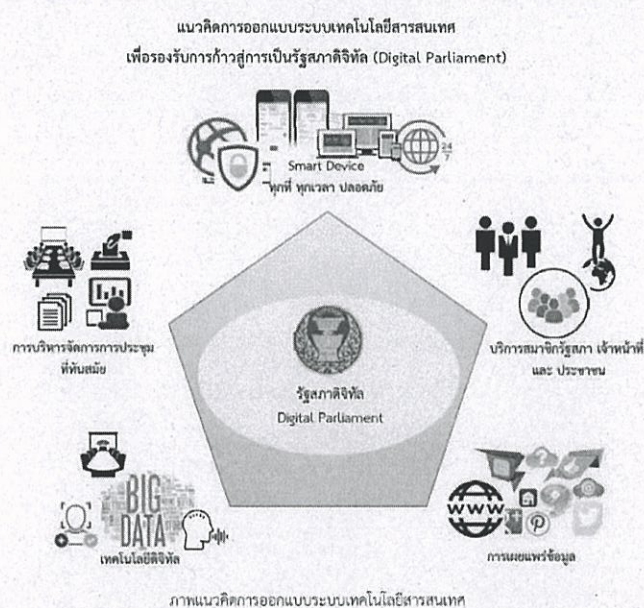 แนวคิดการออกแบบระบบเทคโนโลยีสารสนเทศ
เพื่อรองรับการก้าวสู่การเป็นรัฐสภาดิจิทัล (Digital Parliament)
24
7
Smart Device
ทุกที่ ทุกเวลา ปลอดภัย
การบริหารจัดการการประชุม
ที่ทันสมัย
บริการสมาชิกรัฐสภา เจ้าหน้าที่
และ ประชาชน
รัฐสภาดิจิทัล
Digital Parliament
BIG
DATA
เทคโนโลยีดิจิทัล
WWW
การเผยแพร่ข้อมูล
ภาพแนวคิดการออกแบบระบบเทคโนโลยีสารสนเทศ